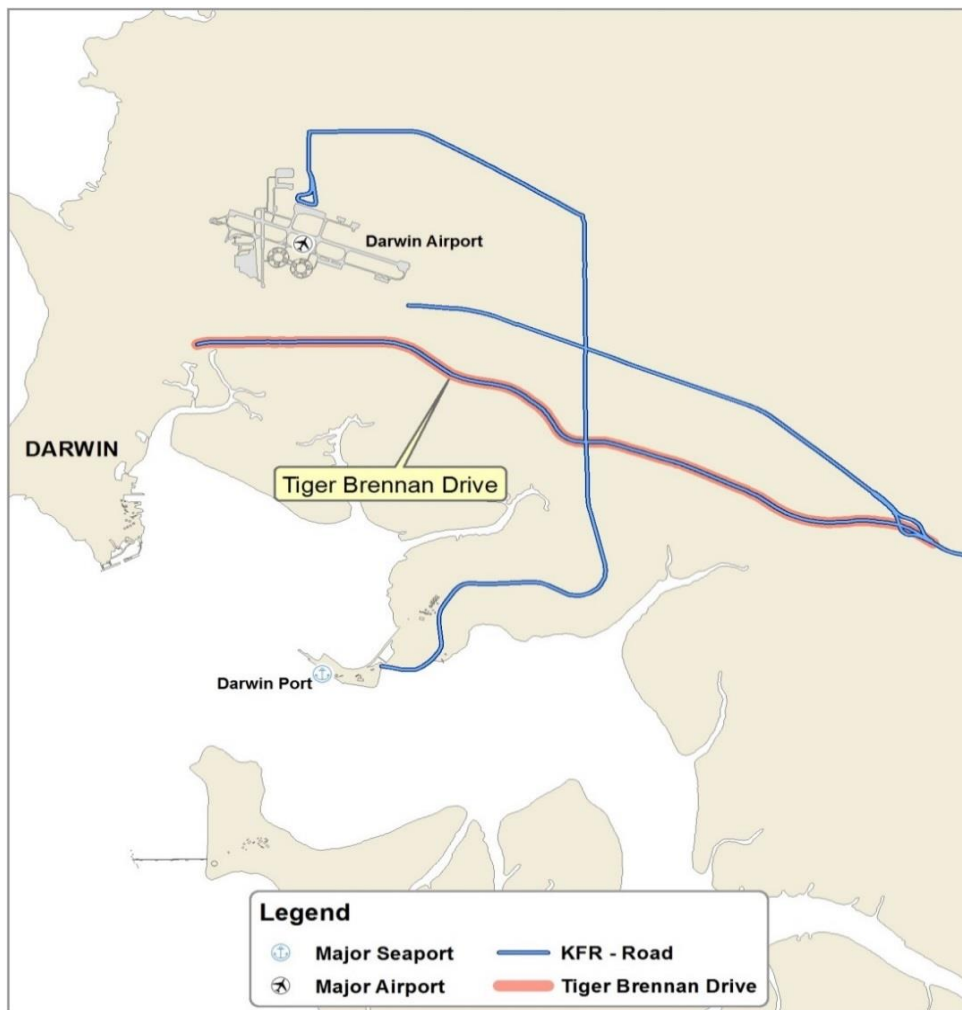 Darwin Airport
DARWIN
Tiger Brennan Drive
Darwin Port
Legend
Major Seaport
KFR - Road
Major Airport
Tiger Brennan Drive